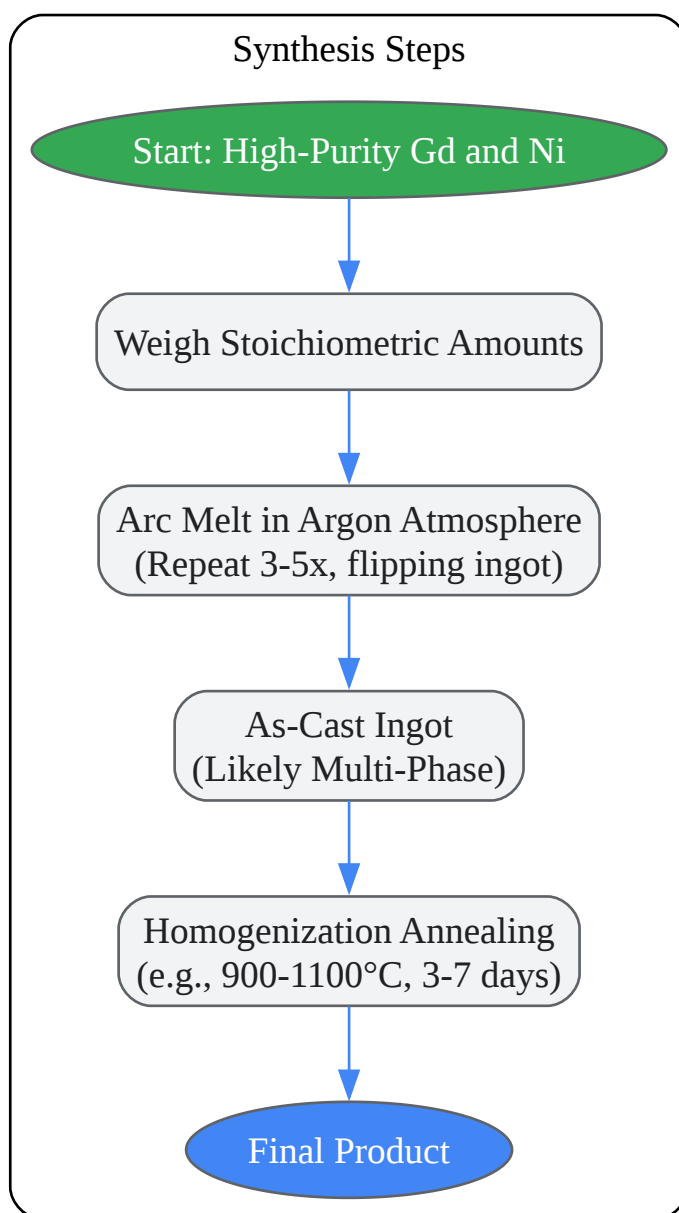 Synthesis Steps
Start: High-Purity Gd and Ni
Weigh Stoichiometric Amounts
Arc Melt in Argon Atmosphere
(Repeat 3-5x, flipping ingot)
As-Cast Ingot
(Likely Multi-Phase)
Homogenization Annealing
(e.g., 900-1100°C, 3-7 days)
Final Product